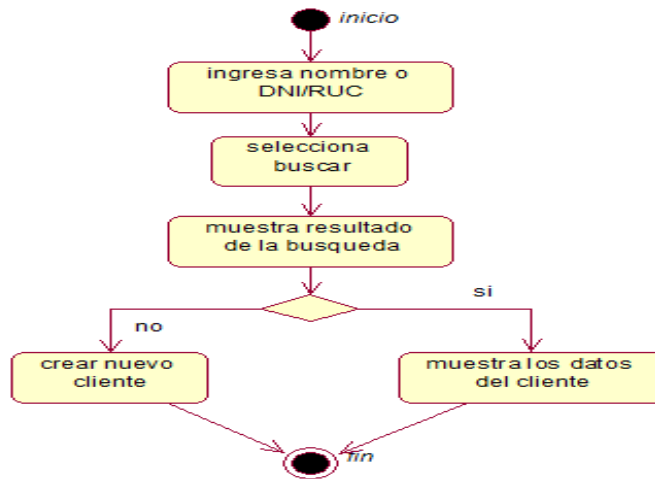 inicio
ingresa nombre o
DNI/RUC
selecciona
buscar
muestra resultado
de la busqueda
si
no
crear nuevo
cliente
muestra los datos
del cliente
fin